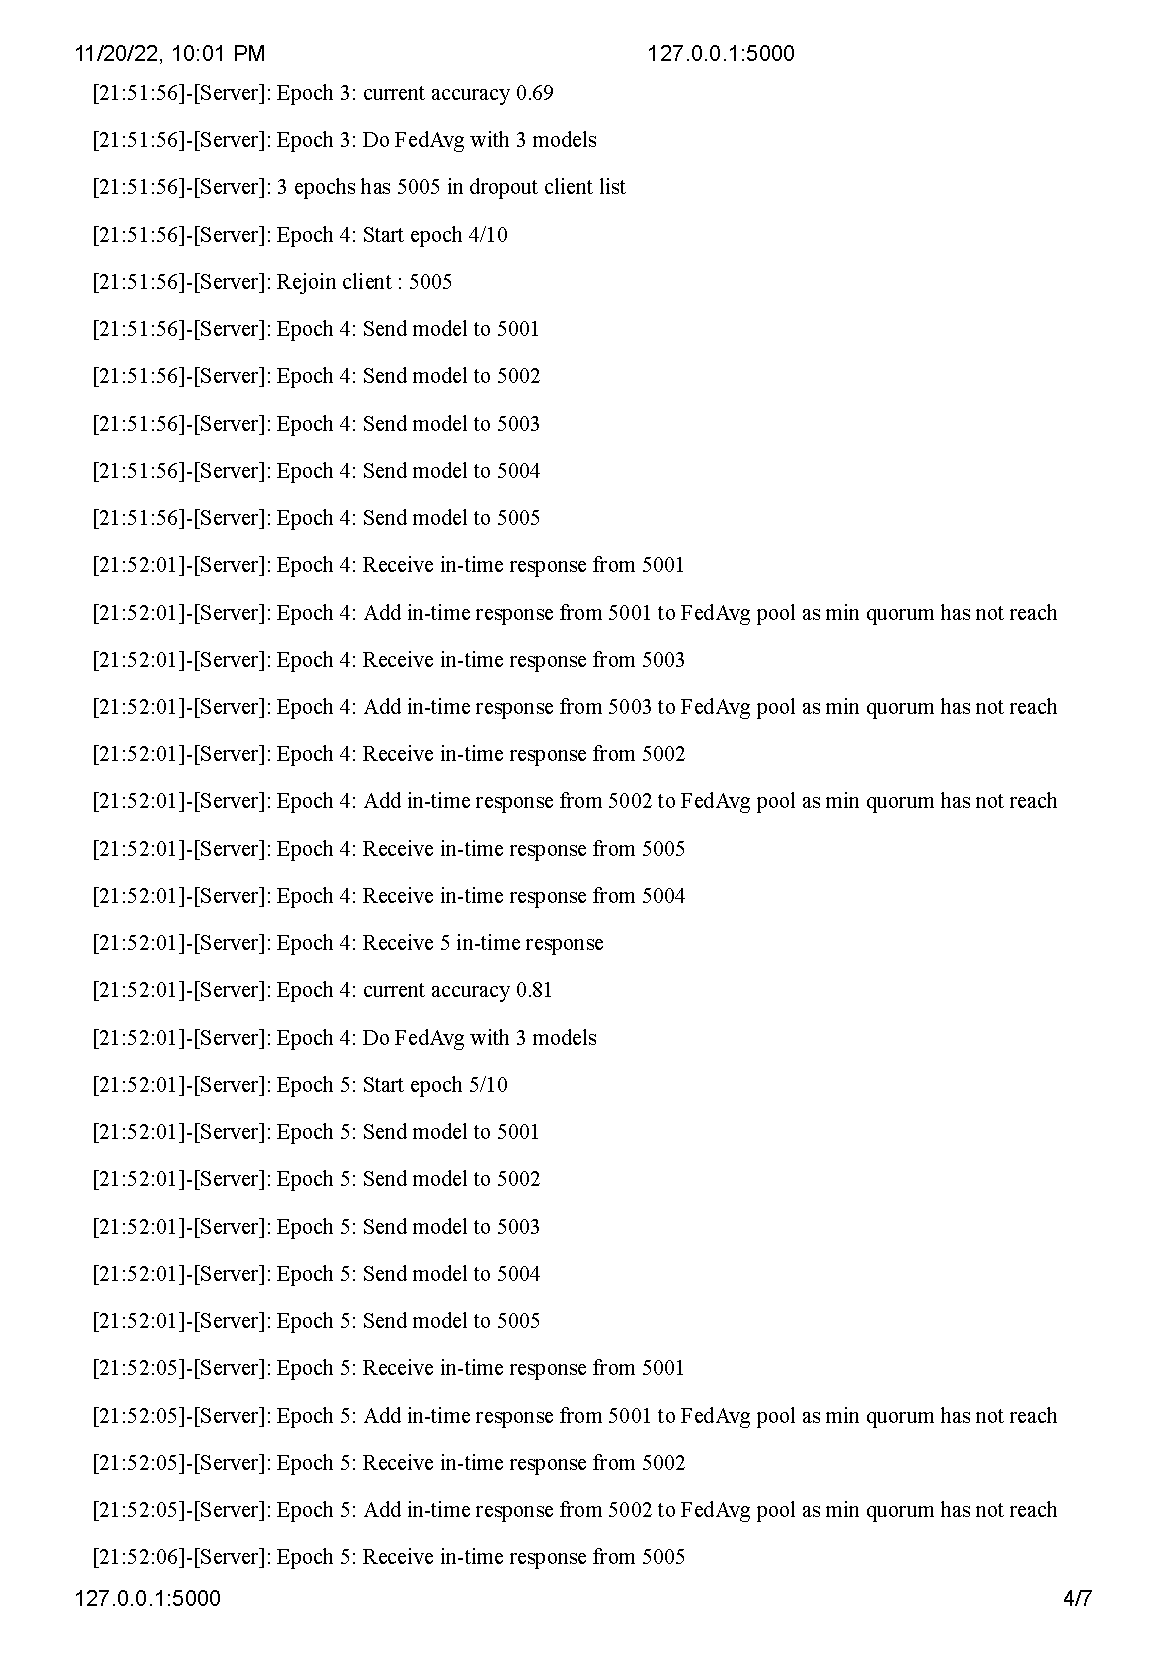 11/20/22, 10:01 PM 127.0.0.1:5000
[21:51:56]-[Server]: Epoch 3: current accuracy 0.69
[21:51:56]-[Server]: Epoch 3: Do FedAvg with 3 models
[21:51:56]-[Server]: 3 epochs has 5005 in dropout client list
[21:51:56]-[Server]: Epoch 4: Start epoch 4/10
[21:51:56]-[Server]: Rejoin client : 5005
[21:51:56]-[Server]: Epoch 4: Send model to 5001
[21:51:56]-[Server]: Epoch 4: Send model to 5002
[21:51:56]-[Server]: Epoch 4: Send model to 5003
[21:51:56]-[Server]: Epoch 4: Send model to 5004
[21:51:56]-[Server]: Epoch 4: Send model to 5005
[21:52:01]-[Server]: Epoch 4: Receive in-time response from 5001
[21:52:01]-[Server]: Epoch 4: Add in-time response from 5001 to FedAvg pool as min quorum has not reach
[21:52:01]-[Server]: Epoch 4: Receive in-time response from 5003
[21:52:01]-[Server]: Epoch 4: Add in-time response from 5003 to FedAvg pool as min quorum has not reach
[21:52:01]-[Server]: Epoch 4: Receive in-time response from 5002
[21:52:01]-[Server]: Epoch 4: Add in-time response from 5002 to FedAvg pool as min quorum has not reach
[21:52:01]-[Server]: Epoch 4: Receive in-time response from 5005
[21:52:01]-[Server]: Epoch 4: Receive in-time response from 5004
[21:52:01]-[Server]: Epoch 4: Receive 5 in-time response
[21:52:01]-[Server]: Epoch 4: current accuracy 0.81
[21:52:01]-[Server]: Epoch 4: Do FedAvg with 3 models
[21:52:01]-[Server]: Epoch 5: Start epoch 5/10
[21:52:01]-[Server]: Epoch 5: Send model to 5001
[21:52:01]-[Server]: Epoch 5: Send model to 5002
[21:52:01]-[Server]: Epoch 5: Send model to 5003
[21:52:01]-[Server]: Epoch 5: Send model to 5004
[21:52:01]-[Server]: Epoch 5: Send model to 5005
[21:52:05]-[Server]: Epoch 5: Receive in-time response from 5001
[21:52:05]-[Server]: Epoch 5: Add in-time response from 5001 to FedAvg pool as min quorum has not reach
[21:52:05]-[Server]: Epoch 5: Receive in-time response from 5002
[21:52:05]-[Server]: Epoch 5: Add in-time response from 5002 to FedAvg pool as min quorum has not reach
[21:52:06]-[Server]: Epoch 5: Receive in-time response from 5005
127.0.0.1:5000 4/7